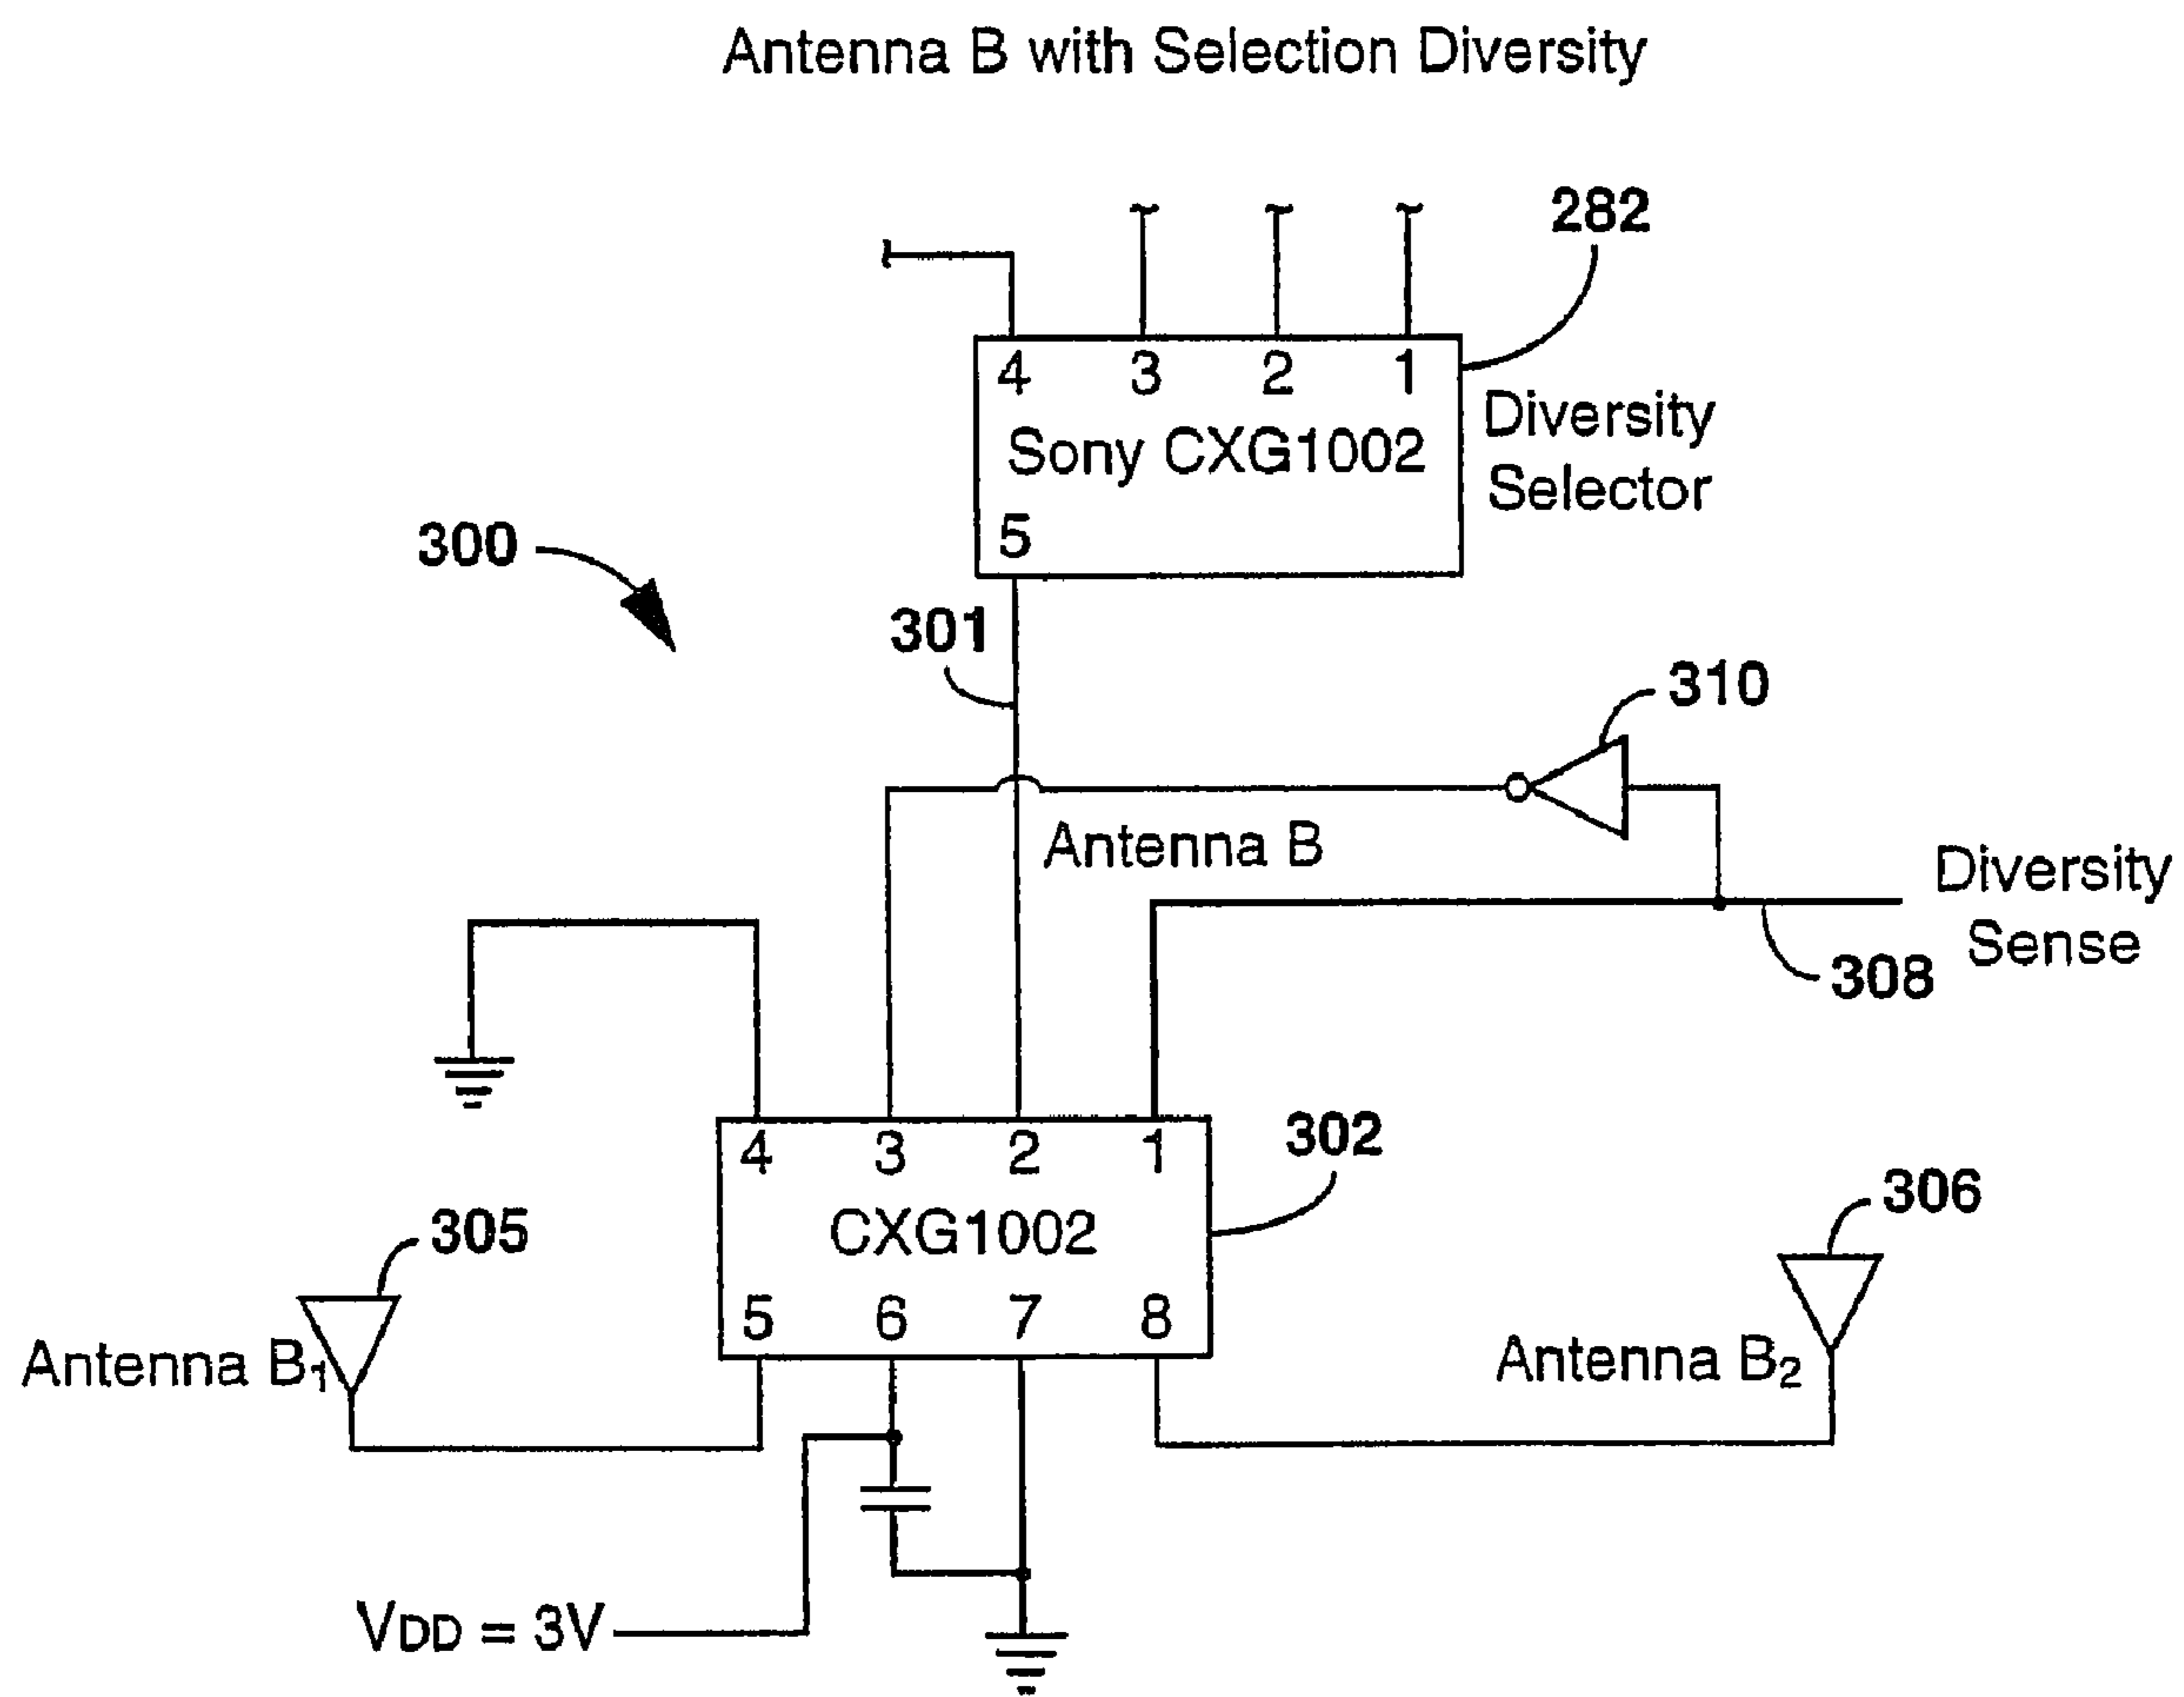 Antenna B with Selection Diversity
282
4 3 2 1
Sony CXG1002
5
Diversity
Selector
300
301
310
Antenna B
Diversity
Sense
308
4 3 2 1
CXG1002
5 6 7 8
302
305
Antenna B1
306
Antenna B2
VDD = 3V